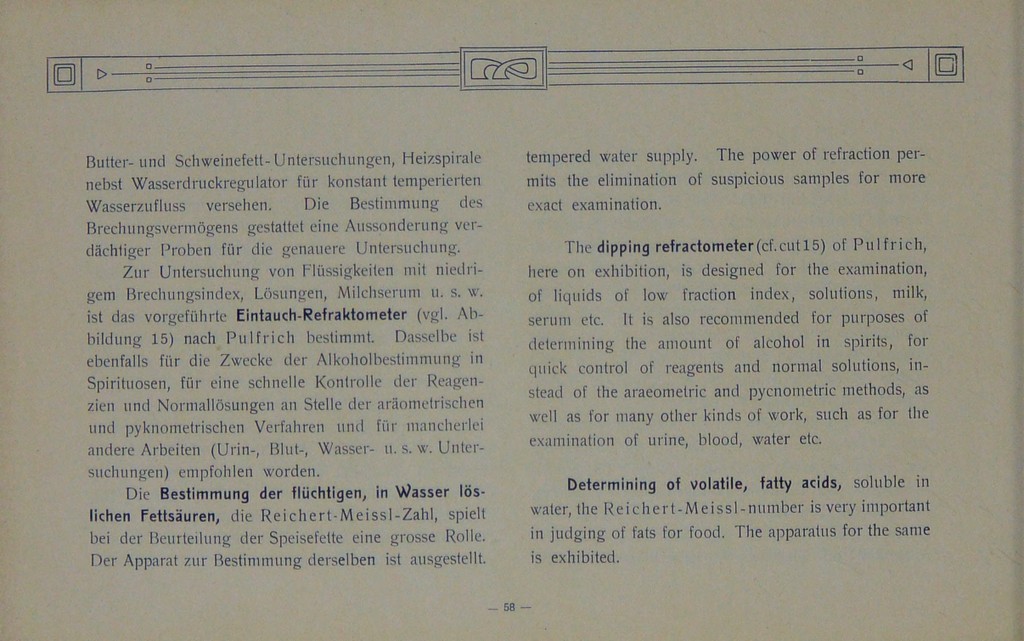 Butter- und Schweinefett-Untersuchungen, Heizspirale
nebst Wasserdruckregulator für konstant temperierten
Wasserzufluss versehen. Die Bestimmung des
Brechungsvermögens gestattet eine Aussonderung ver-
dächtiger Proben für die genauere Untersuchung.
Zur Untersuchung von Flüssigkeiten mit niedri-
gem Brechungsindex, Lösungen, Milchserum u. s. w.
ist das vorgeführte Eintauch-Refraktometer (vgl. Ab-
bildung 15) nach Pulfrich bestimmt. Dasselbe ist
ebenfalls für die Zwecke der Alkoholbestimmung in
Spirituosen, für eine schnelle Kontrolle der Reagen-
zien und Normallösungen an Stelle der aräometrischen
und pyknometrischen Verfahren und für mancherlei
andere Arbeiten (Urin-, Blut-, Wasser- u. s. w. Unter-
suchungen) empfohlen worden.
Die Bestimmung der flüchtigen, in Wasser lös-
lichen Fettsäuren, die Reichert-Meissl-Zahl, spielt
bei der Beurteilung der Speisefette eine grosse Rolle.
Der Apparat zur Bestimmung derselben ist ausgestellt.
tempered water supply. The power of refraction per-
mits the elimination of suspicious samples for more
exact examination.
The dipping refractometer (cf. cut 15) of Pulfrich,
here on exhibition, is designed for the examination,
of liquids of low fraction index, solutions, milk,
serum etc. It is also recommended for purposes of
determining the amount of alcohol in spirits, for
quick control of reagents and normal solutions, in-
stead of the araeometric and pycnometric methods, as
well as for many other kinds of work, such as for the
examination of urine, blood, water etc.
Determining of volatile, fatty acids, soluble in
water, the Reichert-Meissl-number is very important
in judging of fats for food. The apparatus for the same
is exhibited.
— 58 —